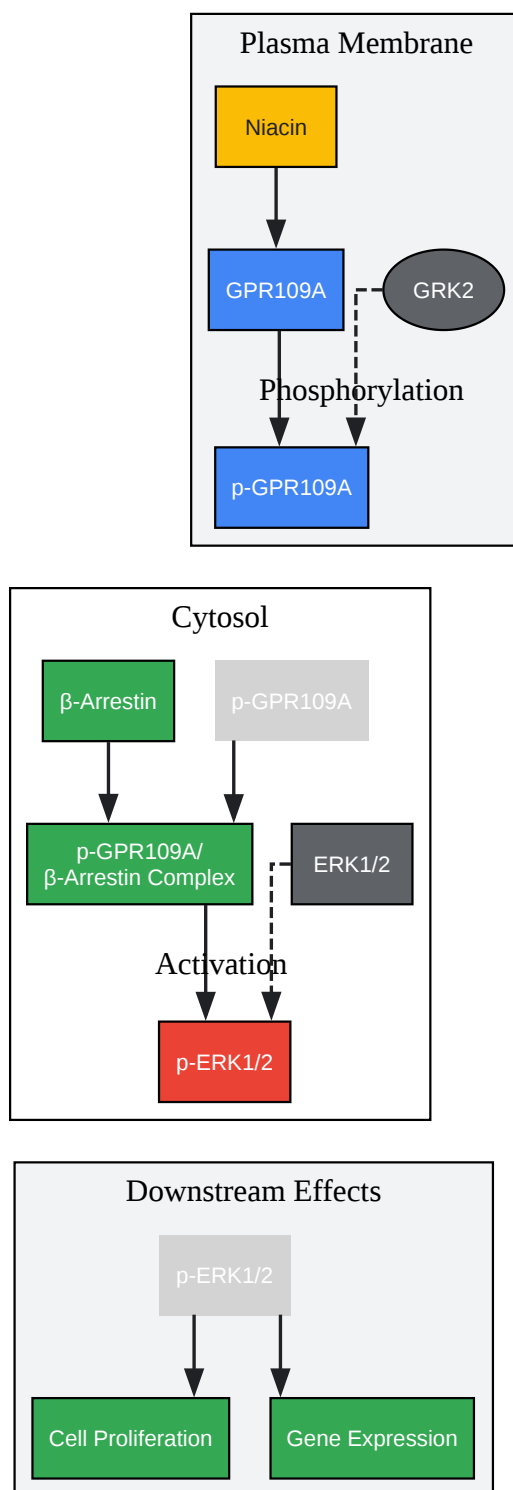 Plasma Membrane
Niacin
GPR109A
GRK2
Phosphorylation
p-GPR109A
Cytosol
β-Arrestin
p-GPR109A
p-GPR109A/
β-Arrestin Complex
ERK1/2
Activation
p-ERK1/2
Downstream Effects
p-ERK1/2
Cell Proliferation
Gene Expression